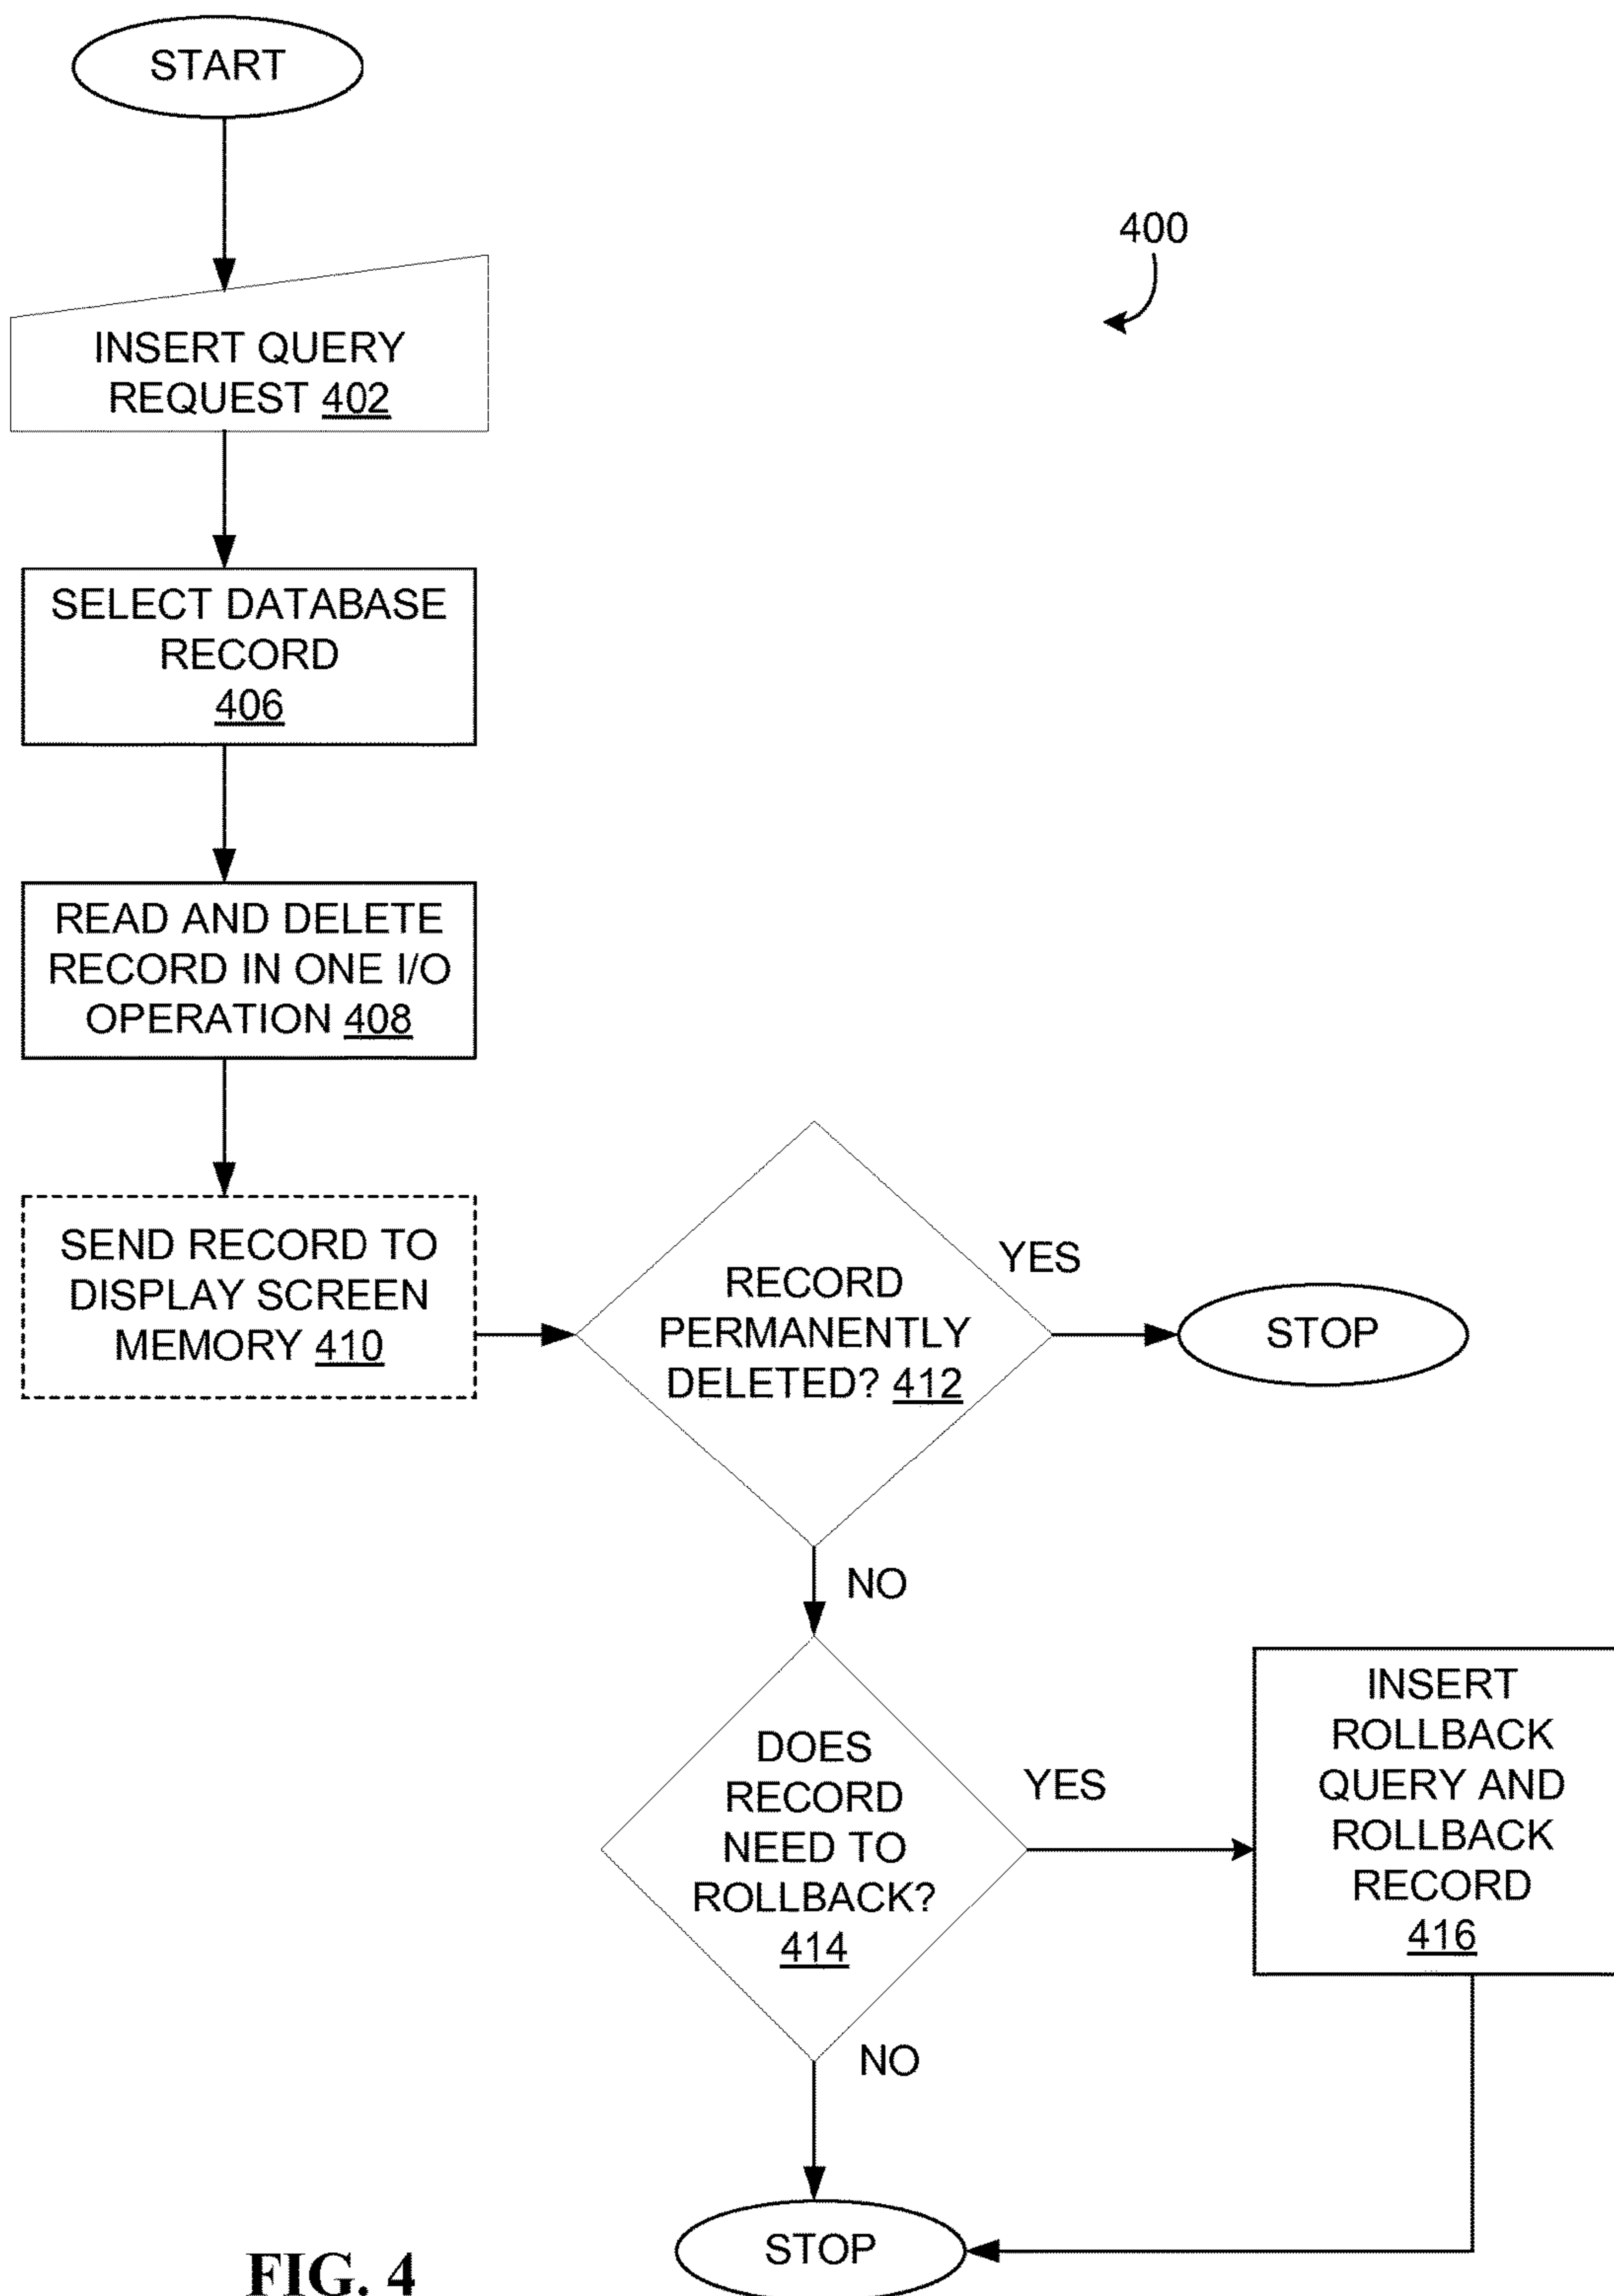 START
400
INSERT QUERY
REQUEST 402
SELECT DATABASE
RECORD
406
READ AND DELETE
RECORD IN ONE I/O
OPERATION 408
SEND RECORD TO
DISPLAY SCREEN
MEMORY 410
RECORD
PERMANENTLY
DELETED? 412
YES
STOP
NO
DOES
RECORD
NEED TO
ROLLBACK?
414
YES
INSERT
ROLLBACK
QUERY AND
ROLLBACK
RECORD
416
NO
STOP
FIG. 4